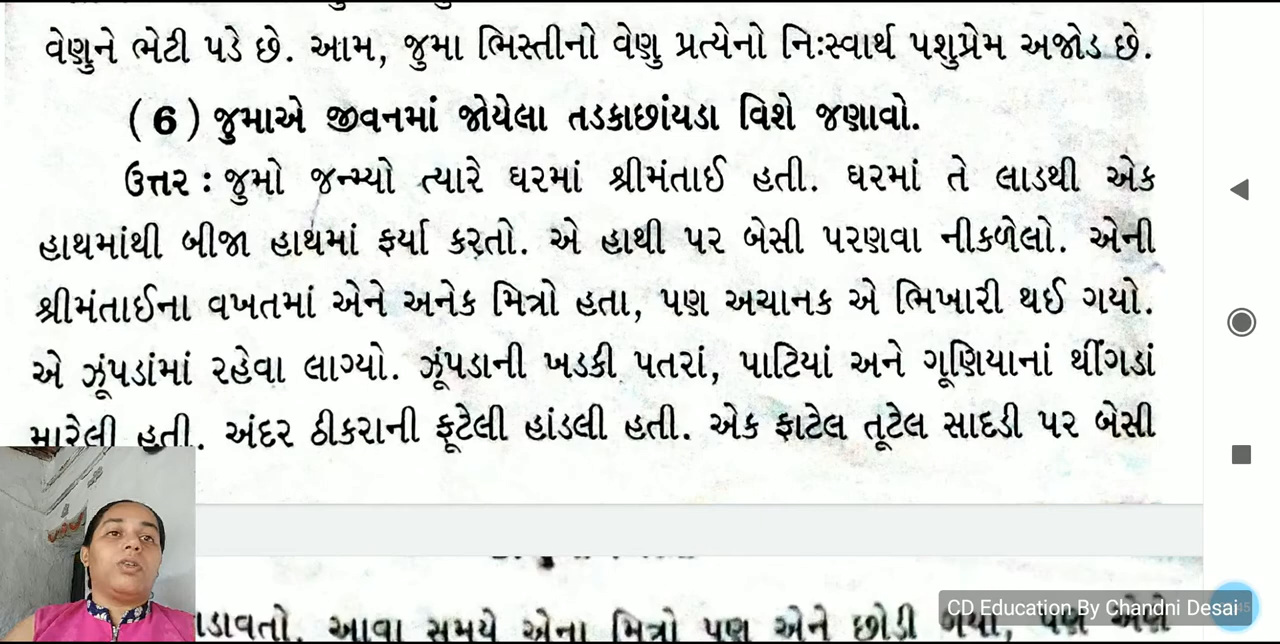 વેણુને ભેટી પડે છે. આમ, જુમા ભિસ્તીનો વેણુ પ્રત્યેનો નિઃસ્વાર્થ પશુપ્રેમ અજોડ છે.
( 6 ) જુમાએ જીવનમાં જોયેલા તડકાછાંયડા વિશે જણાવો.
ઉત્તર : જુમો જન્મ્યો ત્યારે ઘરમાં શ્રીમંતાઈ હતી. ઘરમાં તે લાડથી એક
હાથમાંથી બીજા હાથમાં ફર્યા કરતો. એ હાથી પર બેસી પરણવા નીકળેલો. એની
શ્રીમંતાઈના વખતમાં એને અનેક મિત્રો હતા, પણ અચાનક એ ભિખારી થઈ ગયો.
એ ઝૂંપડાંમાં રહેવા લાગ્યો. ઝૂંપડાની ખડકી પતરાં, પાટિયાં અને ગૂણિયાનાં થીંગડાં
મારેલી હતી. અંદર ઠીકરાની ફૂટેલી હાંડલી હતી. એક ફાટેલ તૂટેલ સાદડી પર બેસી
આવા સમયે એના મિત્રો પણ એને છોડી ગયા, પણ એણે
CD Education By Chandni Desai